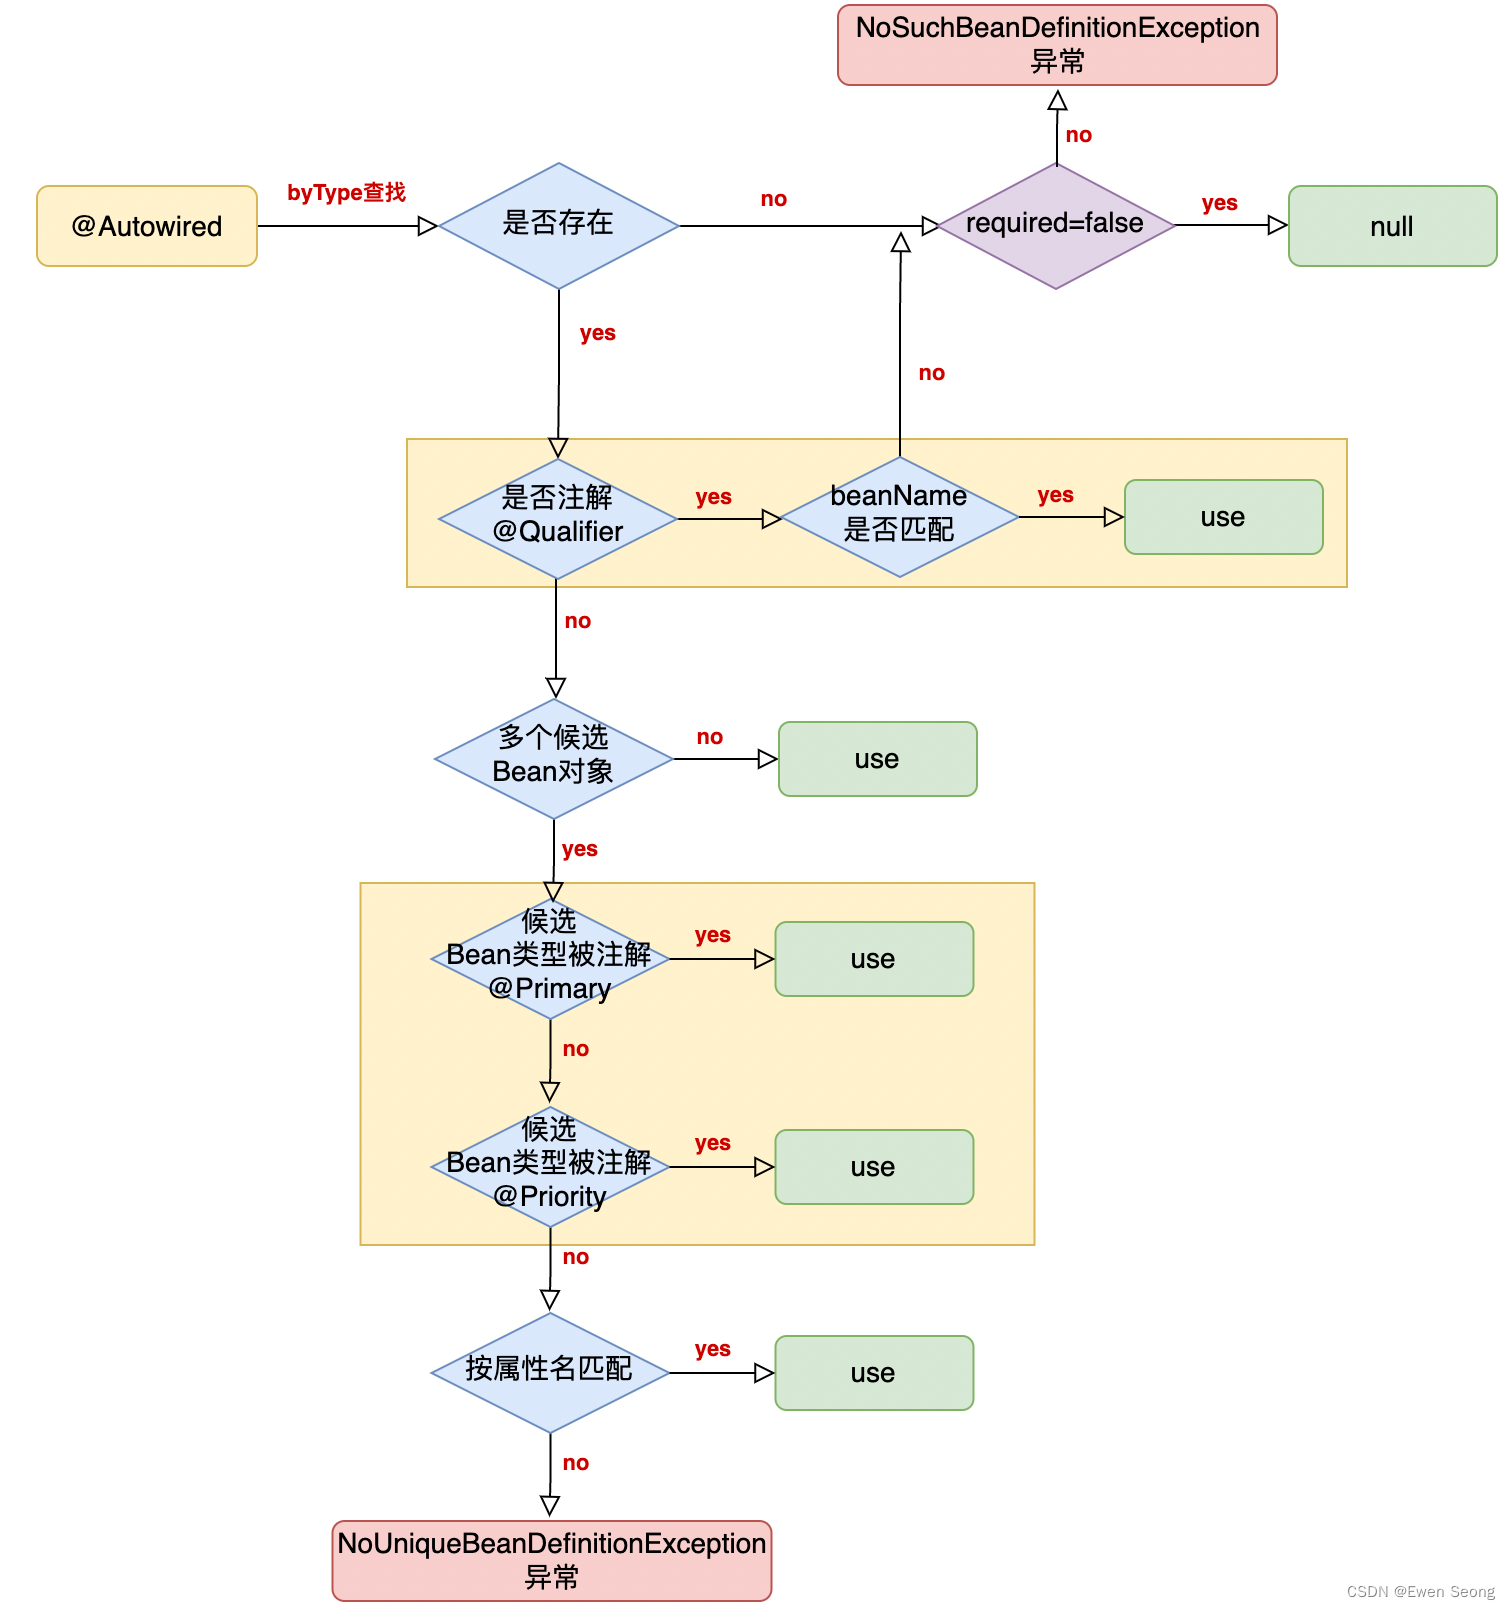 NoSuchBeanDefinitionException
异常
no
@Autowired
byType查找
是否存在
no
required=false
yes
null
yes
no
是否注解
@Qualifier
yes
beanName
是否匹配
yes
use
no
多个候选
Bean对象
no
use
yes
候选
Bean类型被注解
@Primary
yes
use
no
候选
Bean类型被注解
@Priority
yes
use
no
按属性名匹配
yes
use
no
NoUniqueBeanDefinitionException
异常
CSDN @Ewen Seong